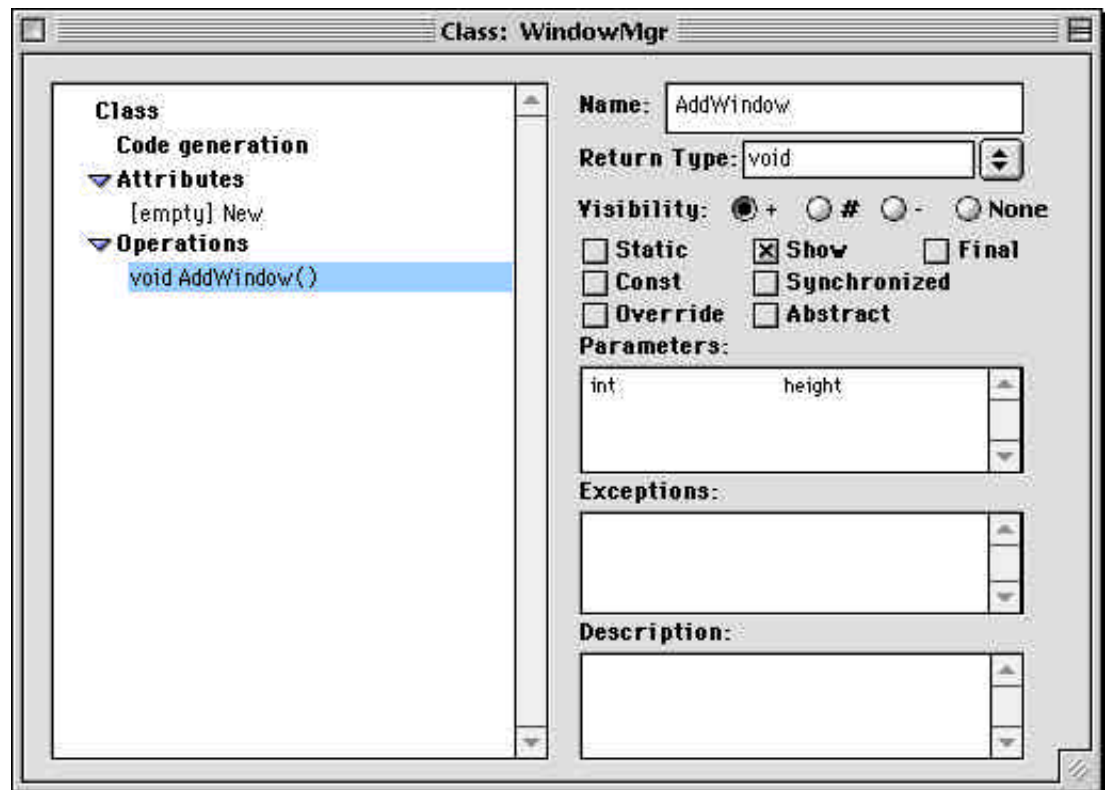 Class: WindowMgr
Class
Code generation
Attributes
[empty] New
Operations
void AddWindow()
Name: AddWindow
Return Type: void
Visibility: + # - None
Static Show Final
Const Synchronized
Override Abstract
Parameters:
int height
Exceptions:
Description: